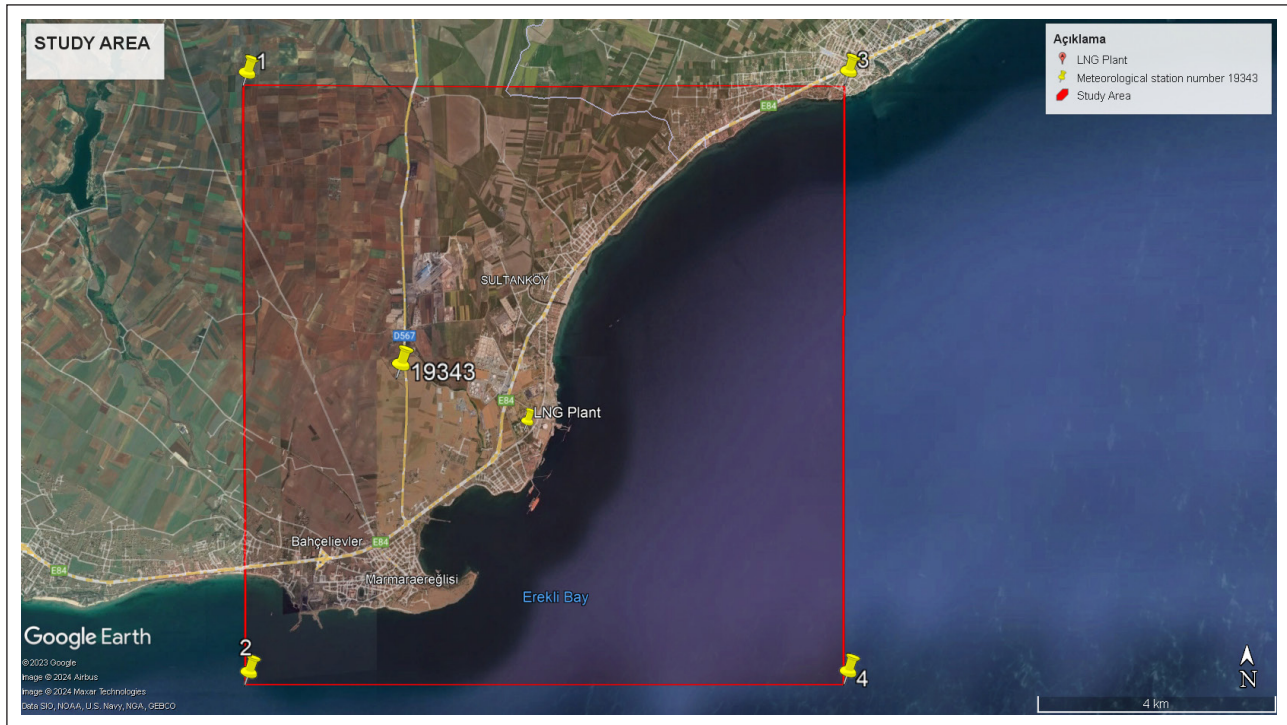 STUDY AREA
1
3
Açıklama
LNG Plant
Meteorological station number 19343
Study Area
E84
SULTANKÖY
D567
19343
E84
LNG Plant
E84
Bahçelievler
E84
Marmaraereğlisi
Erekli Bay
2
4
Google Earth
©2023 Google
Image © 2024 Airbus
Image © 2024 Maxar Technologies
Data SIO, NOAA, U.S. Navy, NGA, GEBCO
N
4 km